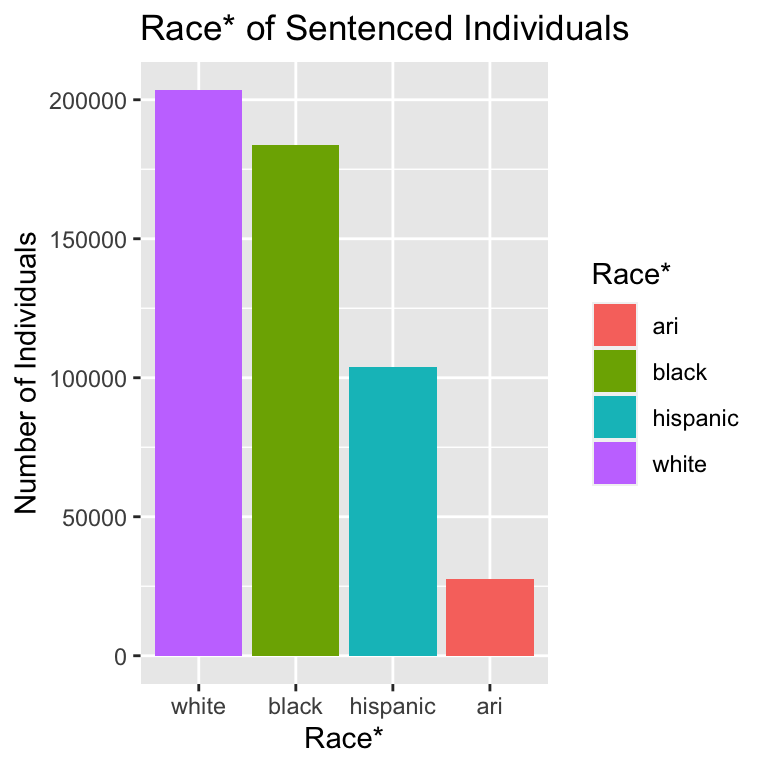 Race* of Sentenced Individuals
200000
150000
100000
50000
0
Number of Individuals
white
black
hispanic
ari
Race*
Race*
ari
black
hispanic
white